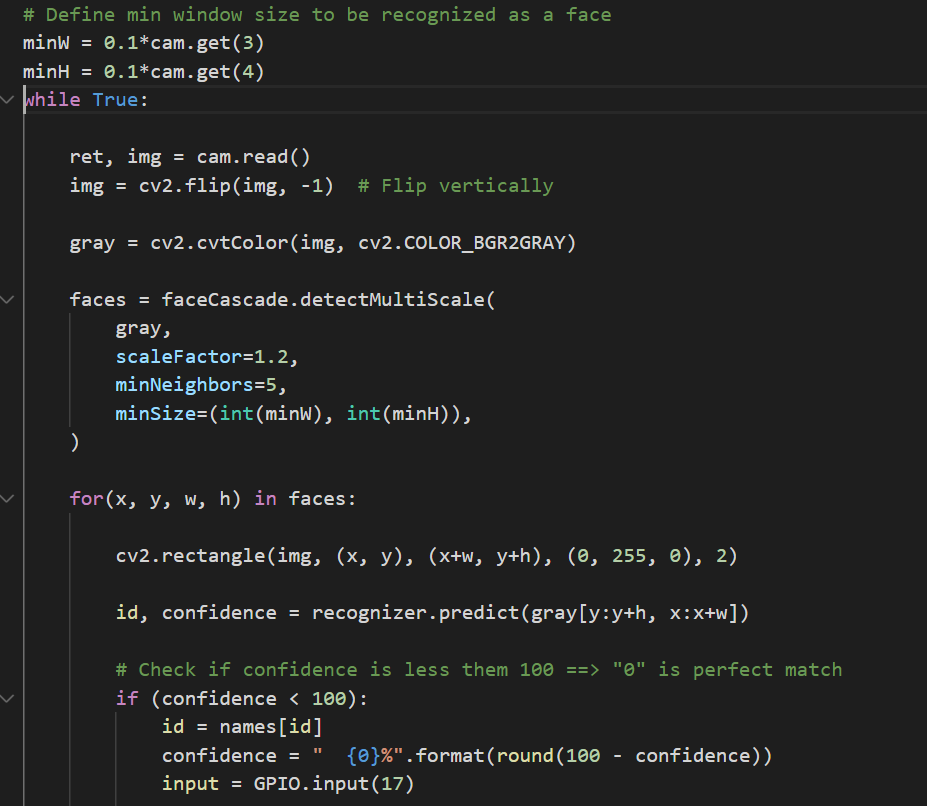 # Define min window size to be recognized as a face
minW = 0.1*cam.get(3)
minH = 0.1*cam.get(4)
while True:
    ret, img = cam.read()
    img = cv2.flip(img, -1)  # Flip vertically
    gray = cv2.cvtColor(img, cv2.COLOR_BGR2GRAY)
    faces = faceCascade.detectMultiScale(
        gray,
        scaleFactor=1.2,
        minNeighbors=5,
        minSize=(int(minW), int(minH)),
    )
    for(x, y, w, h) in faces:
        cv2.rectangle(img, (x, y), (x+w, y+h), (0, 255, 0), 2)
        id, confidence = recognizer.predict(gray[y:y+h, x:x+w])
        # Check if confidence is less them 100 ==> "0" is perfect match
        if (confidence < 100):
            id = names[id]
            confidence = "  {0}%".format(round(100 - confidence))
            input = GPIO.input(17)